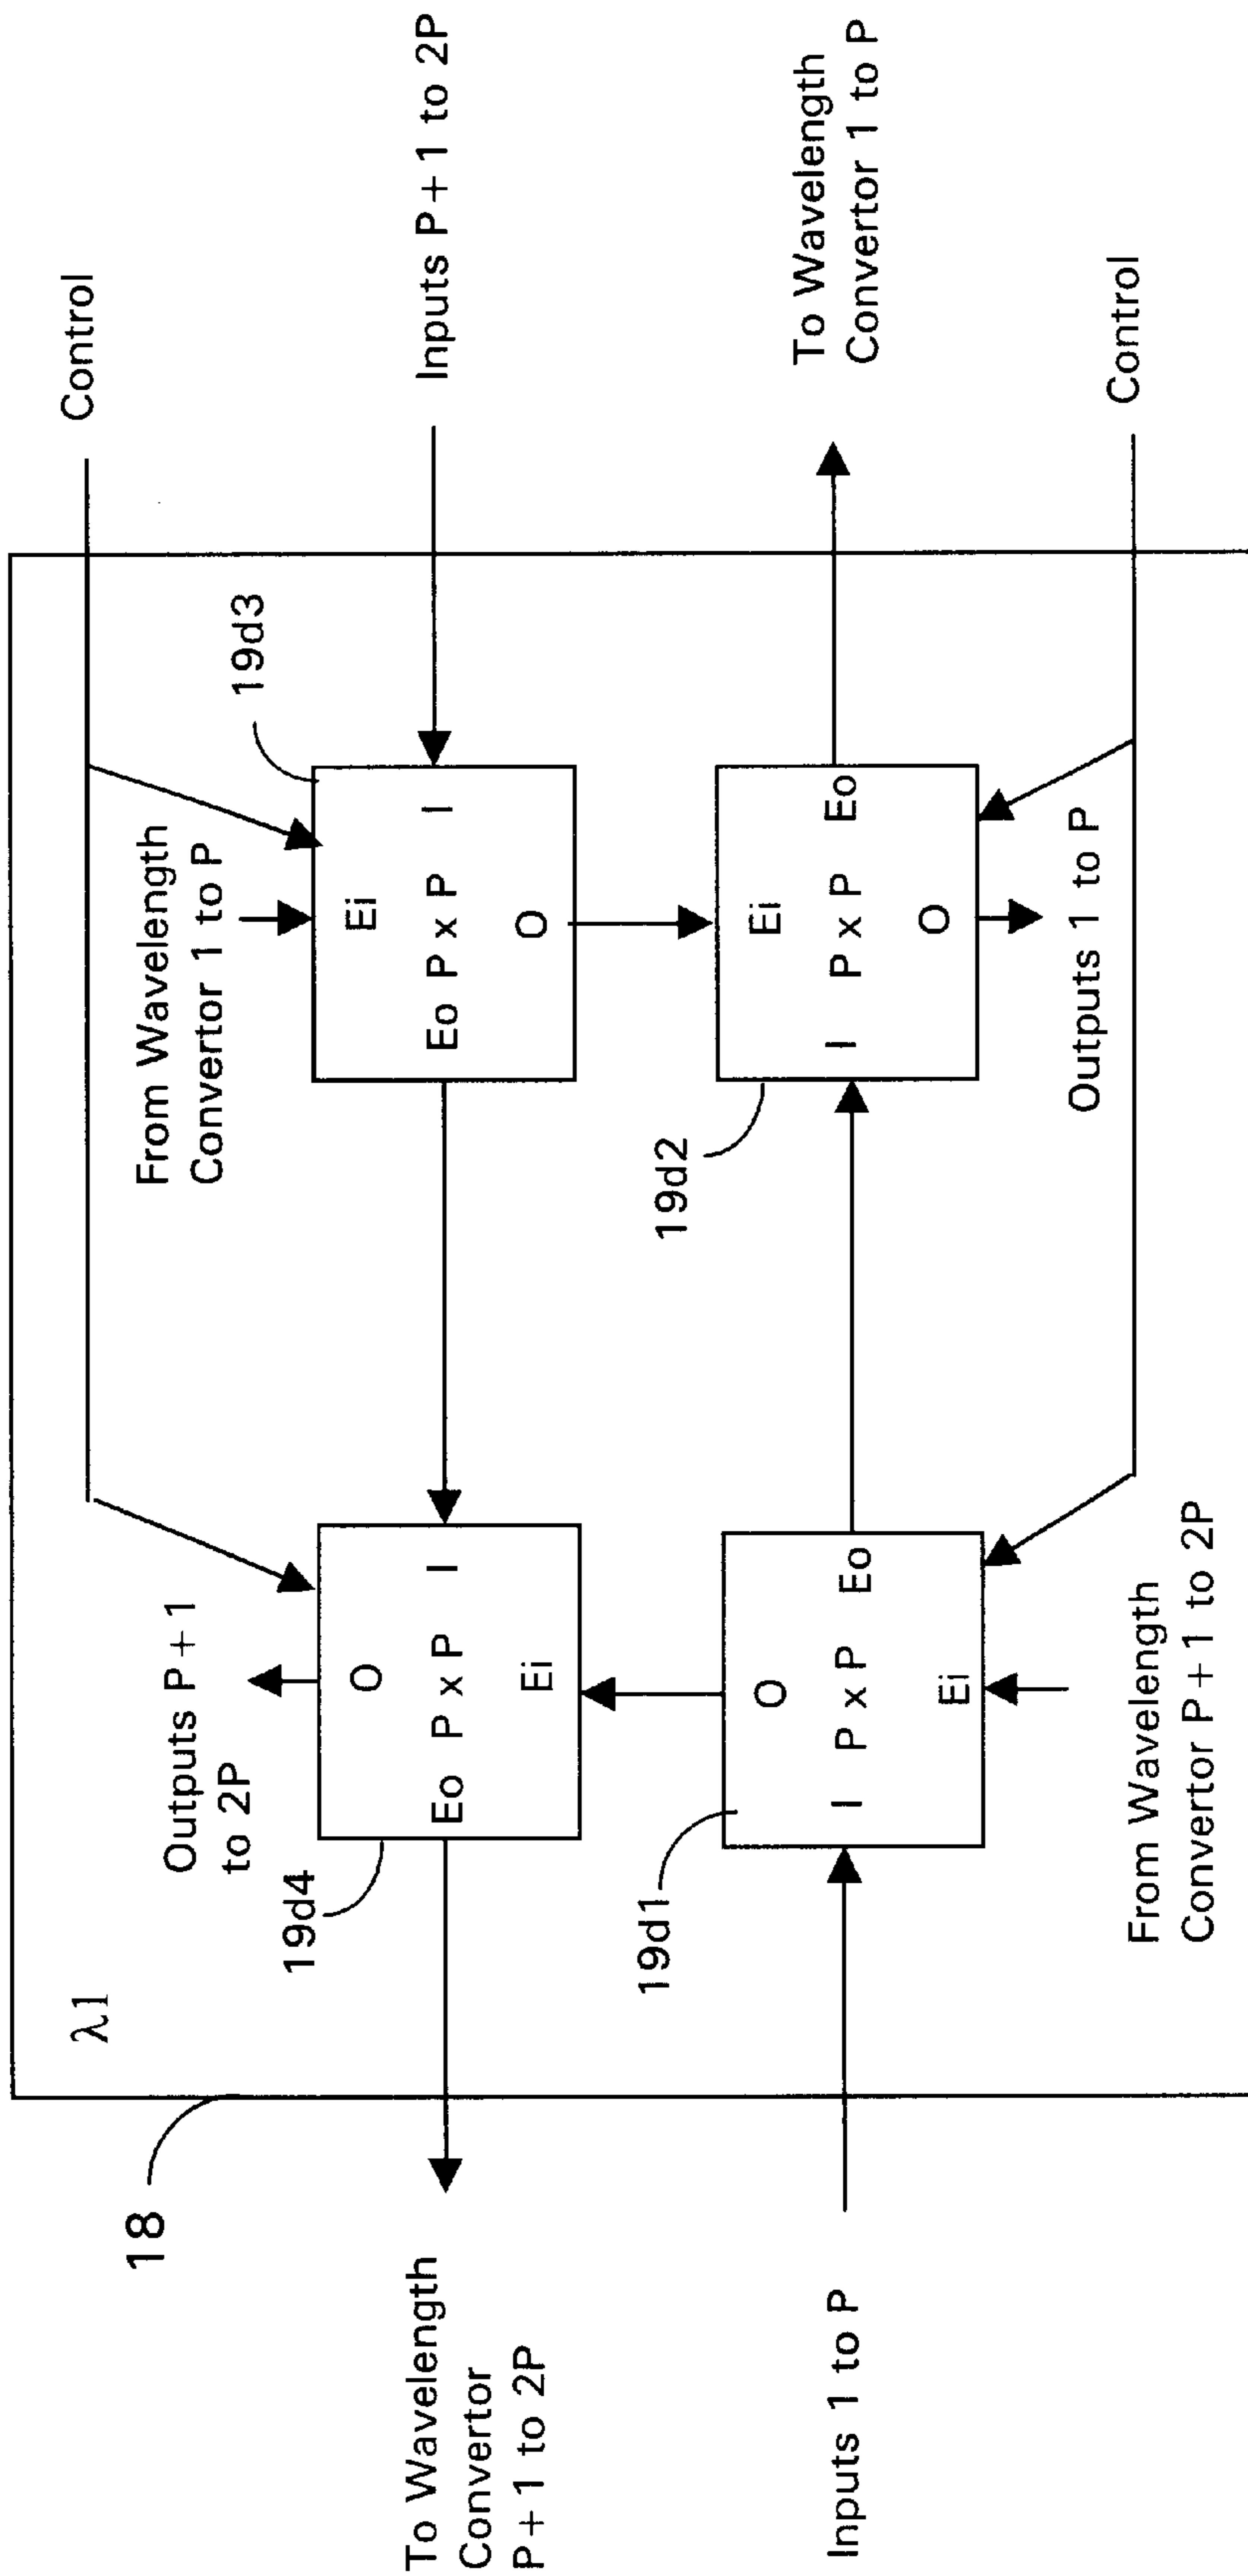 18
λ1
Control
Outputs P+1
to 2P
From Wavelength
Convertor 1 to P
19d3
19d4
To Wavelength
Convertor
P+1 to 2P
O
Eo P x P I
Ei
Ei
Eo P x P I
O
Inputs P+1 to 2P
19d1
19d2
Inputs 1 to P
O
I P x P Eo
Ei
Ei
I P x P Eo
O
To Wavelength
Convertor 1 to P
Outputs 1 to P
From Wavelength
Convertor P+1 to 2P
Control